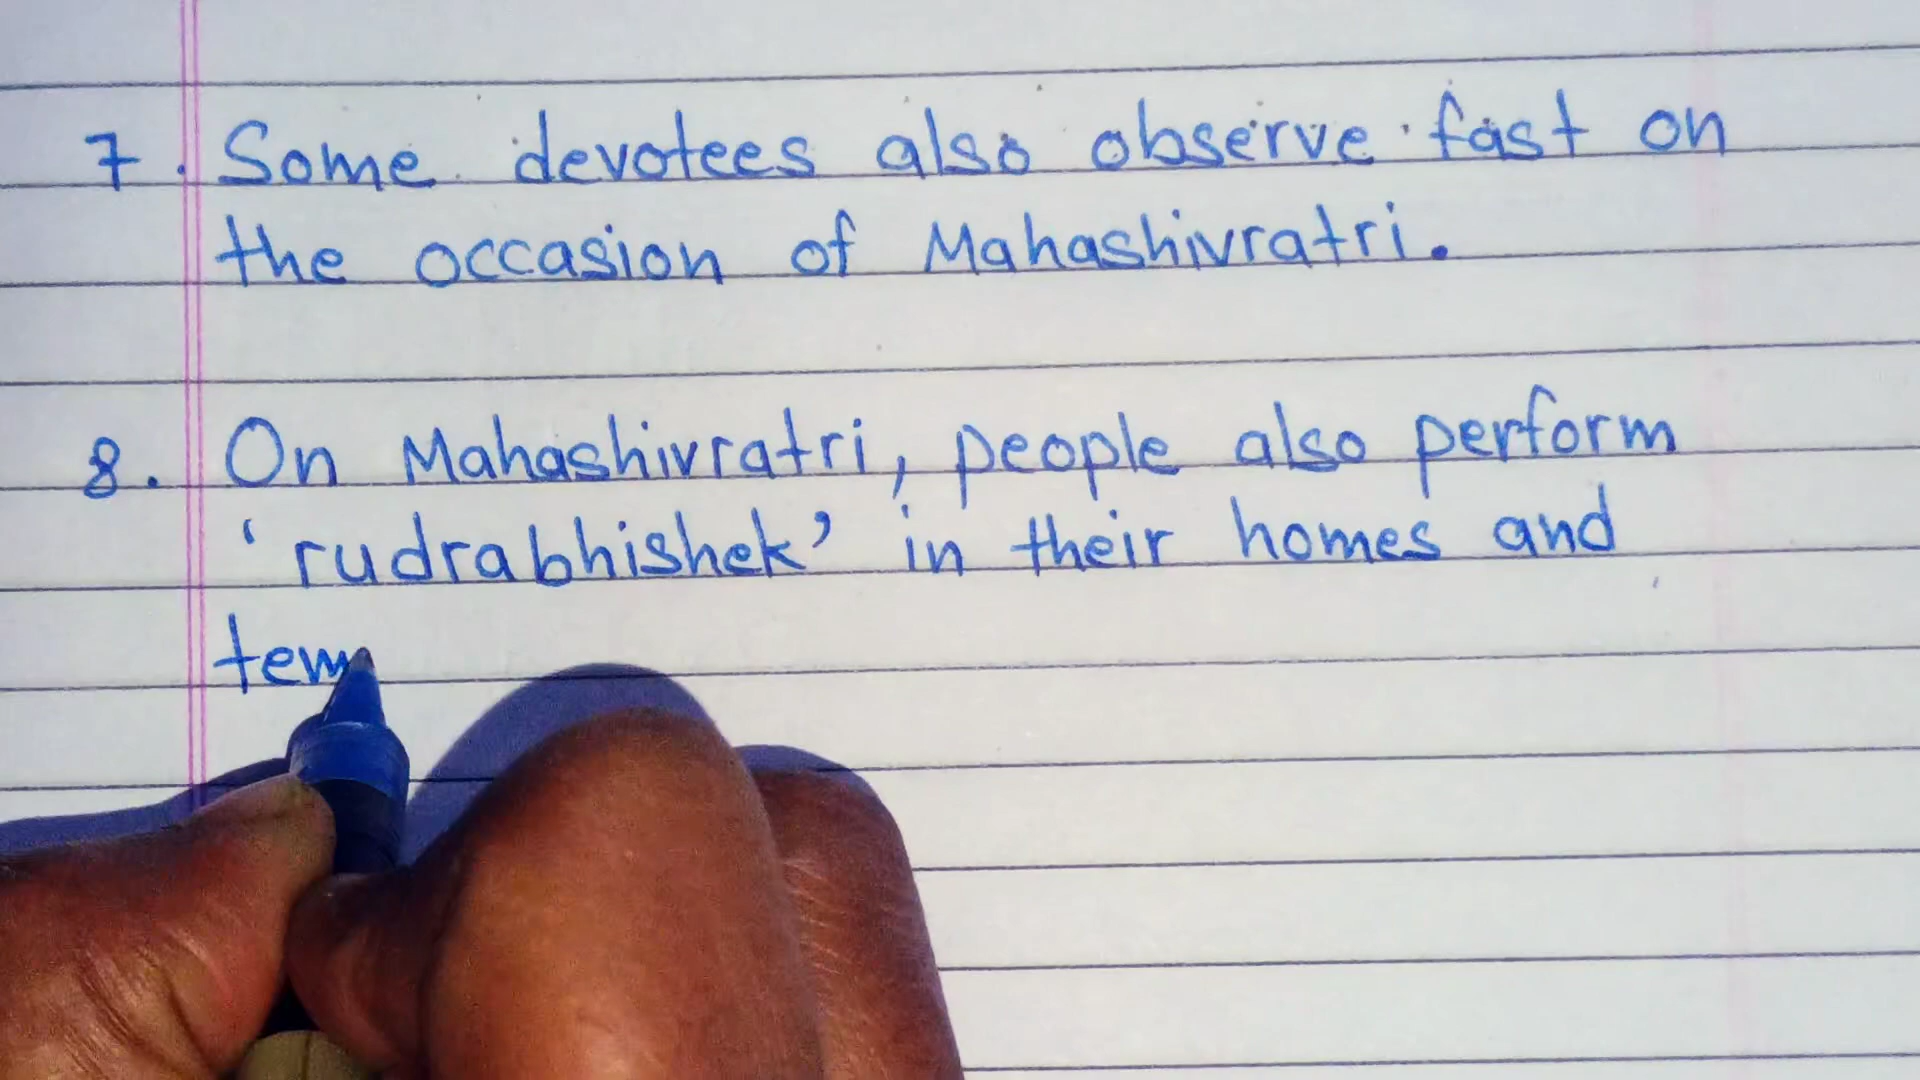 7. Some devotees also observe fast on
the occasion of Mahashivratri.
8. On Mahashivratri, people also perform
‘rudrabhishek’ in their homes and
tem